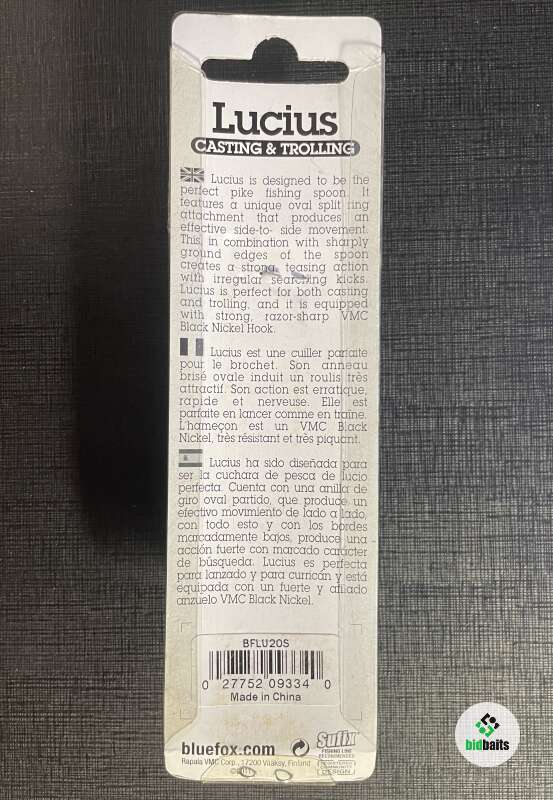 Lucius
CASTING & TROLLING
Lucius is designed to be the
perfect pike fishing spoon. It
features a unique oval split ring
attachment that produces an
effective side-to- side movement.
This, in combination with sharply
ground edges of the spoon
creates a strong, teasing action
with irregular searching kicks.
Lucius is perfect for both casting
and trolling, and it is equipped
with strong, razor-sharp VMC
Black Nickel Hook.
Lucius est une cuiller parfaite
pour le brochet. Son anneau
brisé ovale induit un roulis très
attractif. Son action est erratique,
rapide et nerveuse. Elle est
parfaite en lancer comme en traîne.
L'hameçon est un VMC Black
Nickel, très résistant et très piquant.
Lucius ha sido diseñada para
ser la cuchara de pesca de lucio
perfecta. Cuenta con una anilla de
giro oval partido, que produce un
efectivo movimiento de lado a lado,
con todo esto y con los bordes
marcadamente bajos, produce una
acción fuerte con marcado carácter
de búsqueda. Lucius es perfecta
para lanzado y para curricán y está
equipada con un fuerte y afilado
anzuelo VMC Black Nickel.
BFLU20S
0 27752 09334 0
Made in China
bluefox.com
Sufix
FISHING LINE
RECOMMENDED
REGISTERED
COMMUNITY
DESIGN
Rapala VMC Corp., 17200 Vääksy, Finland
bidbaits